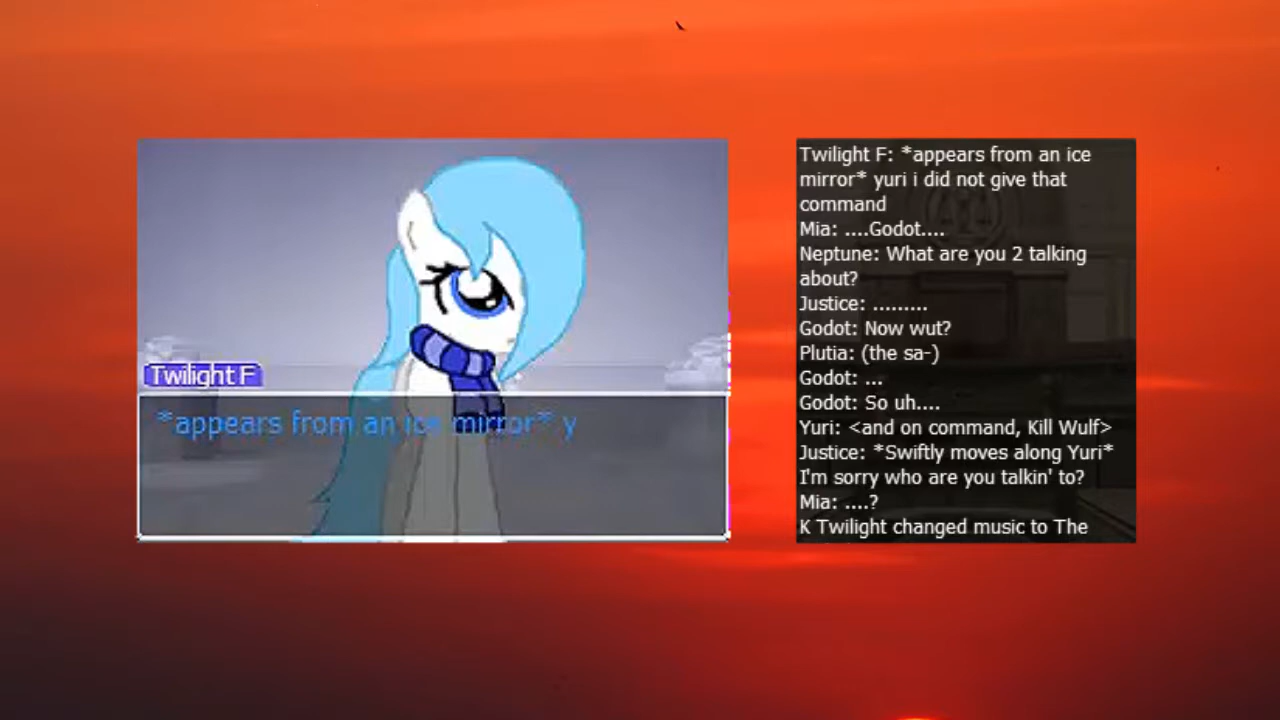 Twilight F
*appears from an ice mirror* y
Twilight F: *appears from an ice
mirror* yuri i did not give that
command
Mia: ....Godot....
Neptune: What are you 2 talking
about?
Justice: .........
Godot: Now wut?
Plutia: (the sa-)
Godot: ...
Godot: So uh....
Yuri: <and on command, Kill Wulf>
Justice: *Swiftly moves along Yuri*
I'm sorry who are you talkin' to?
Mia: ....?
K Twilight changed music to The